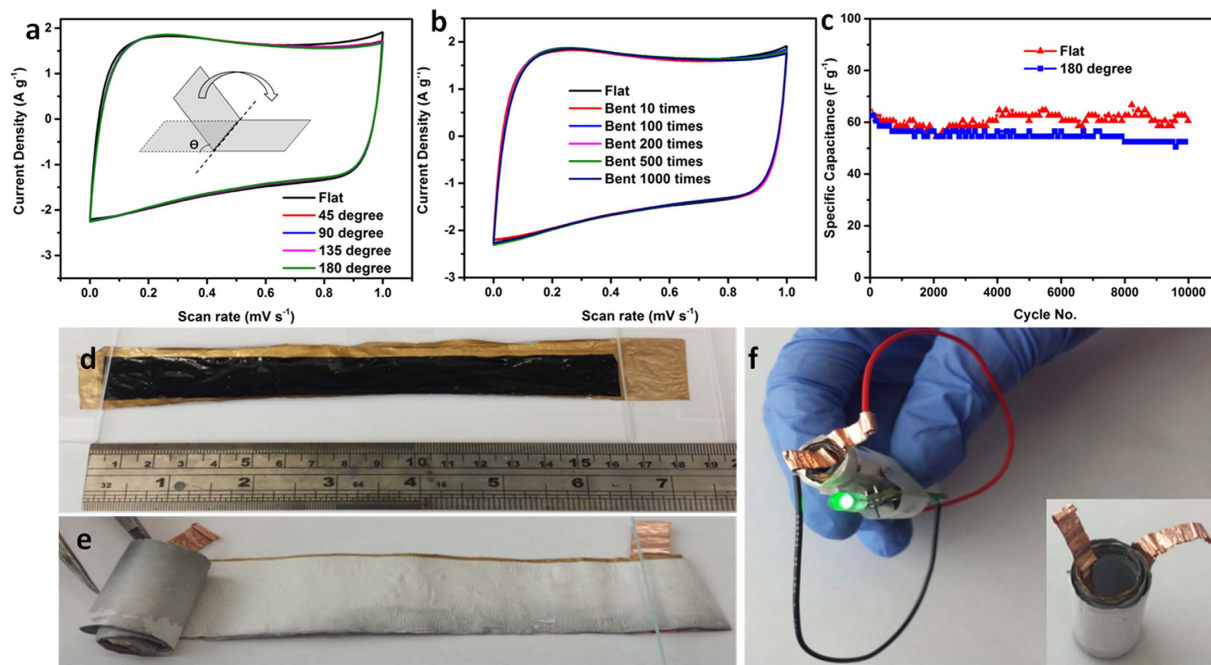 a
Current Density (A g⁻¹)
2
1
0
-1
-2
-3
θ
Flat
45 degree
90 degree
135 degree
180 degree
0.0 0.2 0.4 0.6 0.8 1.0
Scan rate (mV s⁻¹)
b
Current Density (A g⁻¹)
2
1
0
-1
-2
-3
Flat
Bent 10 times
Bent 100 times
Bent 200 times
Bent 500 times
Bent 1000 times
0.0 0.2 0.4 0.6 0.8 1.0
Scan rate (mV s⁻¹)
c
Specific Capacitance (F g⁻¹)
100
80
60
40
20
0
Flat
180 degree
0 2000 4000 6000 8000 10000
Cycle No.
d
1 2 3 4 5 6 7 8 9 10 11 12 13 14 15 16 17 18 19
32 1 2 3 64 4 16 5 6 7
e
f